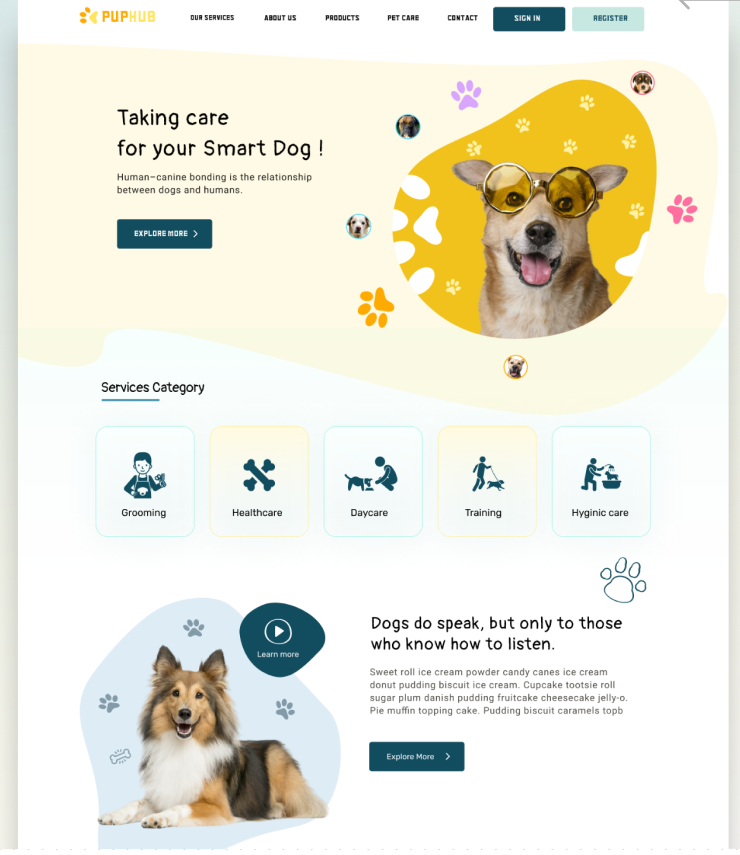 PUPHUB
OUR SERVICES
ABOUT US
PRODUCTS
PET CARE
CONTACT
SIGN IN
REGISTER
Taking care
for your Smart Dog !
Human-canine bonding is the relationship
between dogs and humans.
EXPLORE MORE
Services Category
Grooming
Healthcare
Daycare
Training
Hyginic care
Learn more
Dogs do speak, but only to those
who know how to listen.
Sweet roll ice cream powder candy canes ice cream
donut pudding biscuit ice cream. Cupcake tootsie roll
sugar plum danish pudding fruitcake cheesecake jelly-o.
Pie muffin topping cake. Pudding biscuit caramels topb
Explore More